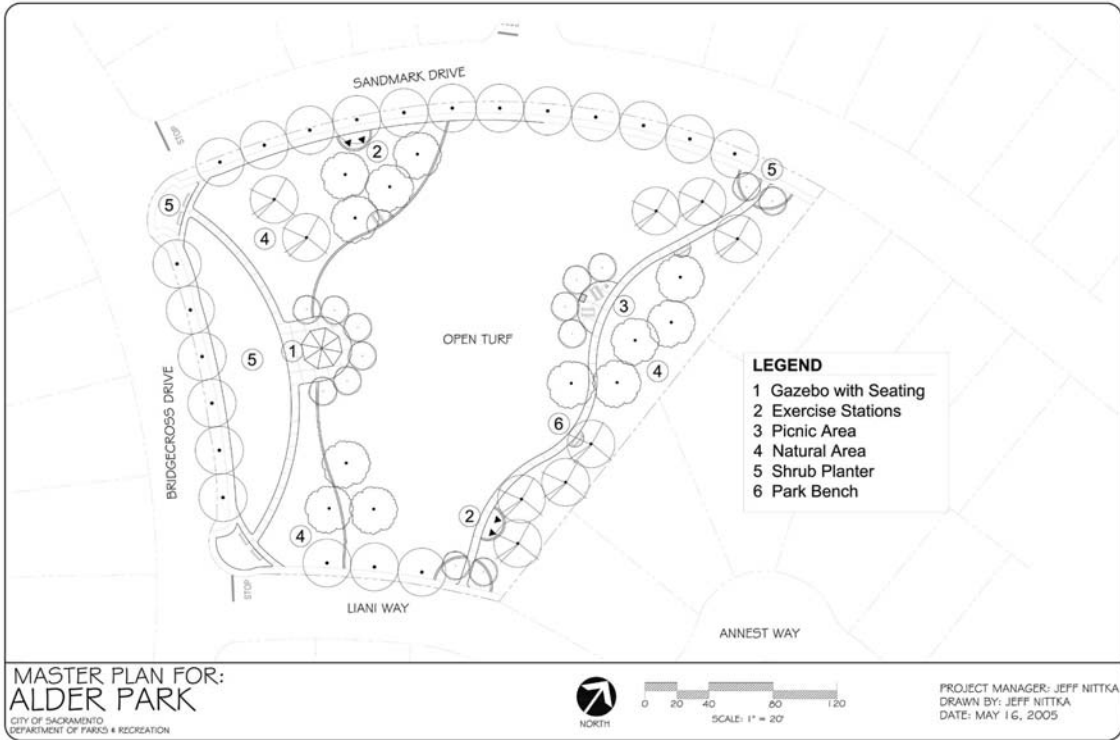 SANDMARK DRIVE
STOP
2
5
5
4
3
OPEN TURF
1
5
4
BRIDGECROSS DRIVE
6
2
4
STOP
LIANI WAY
ANNEST WAY
LEGEND
1 Gazebo with Seating
2 Exercise Stations
3 Picnic Area
4 Natural Area
5 Shrub Planter
6 Park Bench
MASTER PLAN FOR:
ALDER PARK
CITY OF SACRAMENTO
DEPARTMENT OF PARKS & RECREATION
NORTH
0 20 40 80 120
SCALE: 1" = 20'
PROJECT MANAGER: JEFF NITTKA
DRAWN BY: JEFF NITTKA
DATE: MAY 16, 2005